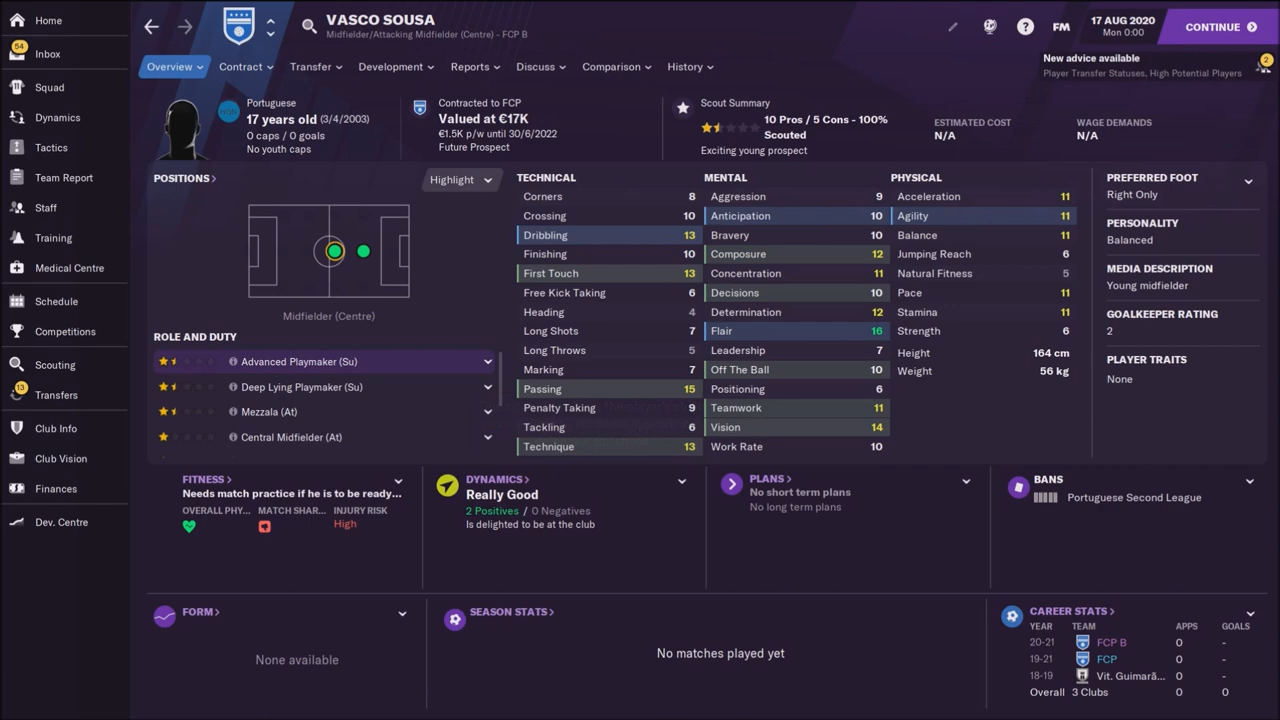 Home
Inbox
54
Squad
Dynamics
Tactics
Team Report
Staff
Training
Medical Centre
Schedule
Competitions
Scouting
Transfers
13
Club Info
Club Vision
Finances
Dev. Centre
VASCO SOUSA
Midfielder/Attacking Midfielder (Centre) - FCP B
FM
17 AUG 2020
Mon 0:00
CONTINUE
Overview
Contract
Transfer
Development
Reports
Discuss
Comparison
History
New advice available
Player Transfer Statuses, High Potential Players
2
Portuguese
17 years old (3/4/2003)
0 caps / 0 goals
No youth caps
Contracted to FCP
Valued at €17K
€1.5K p/w until 30/6/2022
Future Prospect
Scout Summary
10 Pros / 5 Cons - 100% Scouted
Exciting young prospect
ESTIMATED COST
N/A
WAGE DEMANDS
N/A
POSITIONS
Highlight
Midfielder (Centre)
ROLE AND DUTY
Advanced Playmaker (Su)
Deep Lying Playmaker (Su)
Mezzala (At)
Central Midfielder (At)
TECHNICAL
Corners 8
Crossing 10
Dribbling 13
Finishing 10
First Touch 13
Free Kick Taking 6
Heading 4
Long Shots 7
Long Throws 5
Marking 7
Passing 15
Penalty Taking 9
Tackling 6
Technique 13
MENTAL
Aggression 9
Anticipation 10
Bravery 10
Composure 12
Concentration 11
Decisions 10
Determination 12
Flair 16
Leadership 7
Off The Ball 10
Positioning 6
Teamwork 11
Vision 14
Work Rate 10
PHYSICAL
Acceleration 11
Agility 11
Balance 11
Jumping Reach 6
Natural Fitness 5
Pace 11
Stamina 11
Strength 6
Height 164 cm
Weight 56 kg
PREFERRED FOOT
Right Only
PERSONALITY
Balanced
MEDIA DESCRIPTION
Young midfielder
GOALKEEPER RATING
2
PLAYER TRAITS
None
FITNESS
Needs match practice if he is to be ready...
OVERALL PHY... MATCH SHAR... INJURY RISK
High
DYNAMICS
Really Good
2 Positives / 0 Negatives
Is delighted to be at the club
PLANS
No short term plans
No long term plans
BANS
Portuguese Second League
FORM
None available
SEASON STATS
No matches played yet
CAREER STATS
YEAR TEAM APPS GOALS
20-21 FCP B 0 -
19-21 FCP 0 -
18-19 Vit. Guimarã... 0 -
Overall 3 Clubs 0 0